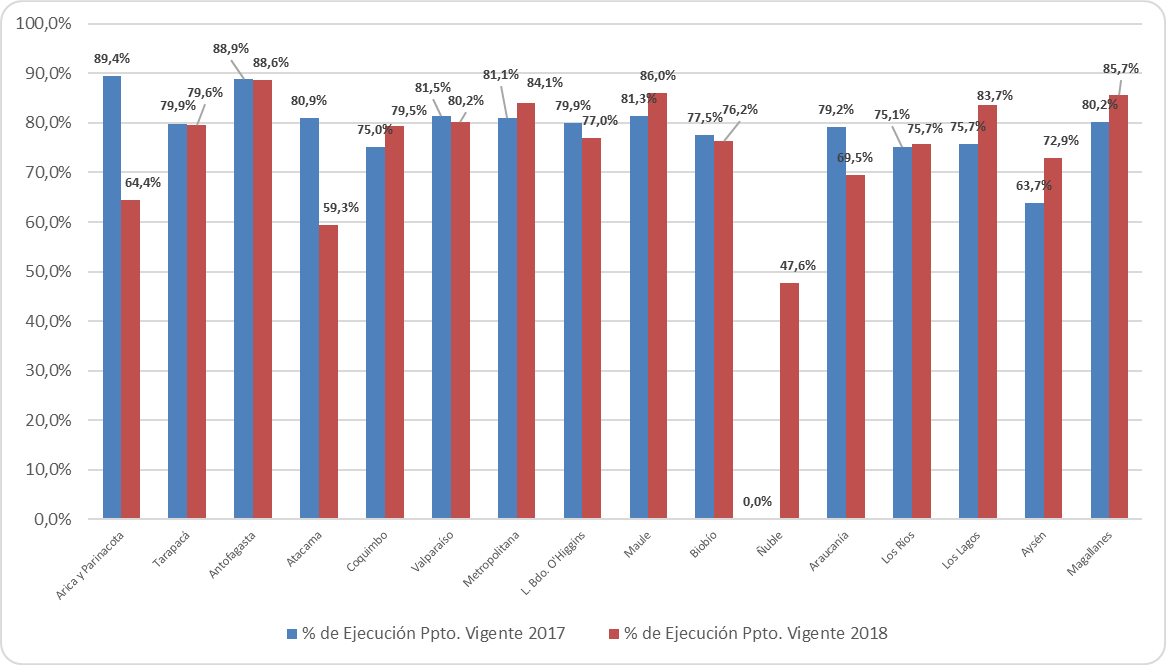 100,0%
90,0%
80,0%
70,0%
60,0%
50,0%
40,0%
30,0%
20,0%
10,0%
0,0%
89,4%
64,4%
79,9%
79,6%
88,9%
88,6%
80,9%
59,3%
75,0%
79,5%
81,5%
80,2%
81,1%
84,1%
79,9%
77,0%
81,3%
86,0%
77,5%
76,2%
0,0%
47,6%
79,2%
69,5%
75,1%
75,7%
75,7%
83,7%
63,7%
72,9%
80,2%
85,7%
Arica y Parinacota
Tarapacá
Antofagasta
Atacama
Coquimbo
Valparaíso
Metropolitana
L. Bdo. O'Higgins
Maule
Biobío
Ñuble
Araucanía
Los Ríos
Los Lagos
Aysén
Magallanes
% de Ejecución Ppto. Vigente 2017
% de Ejecución Ppto. Vigente 2018